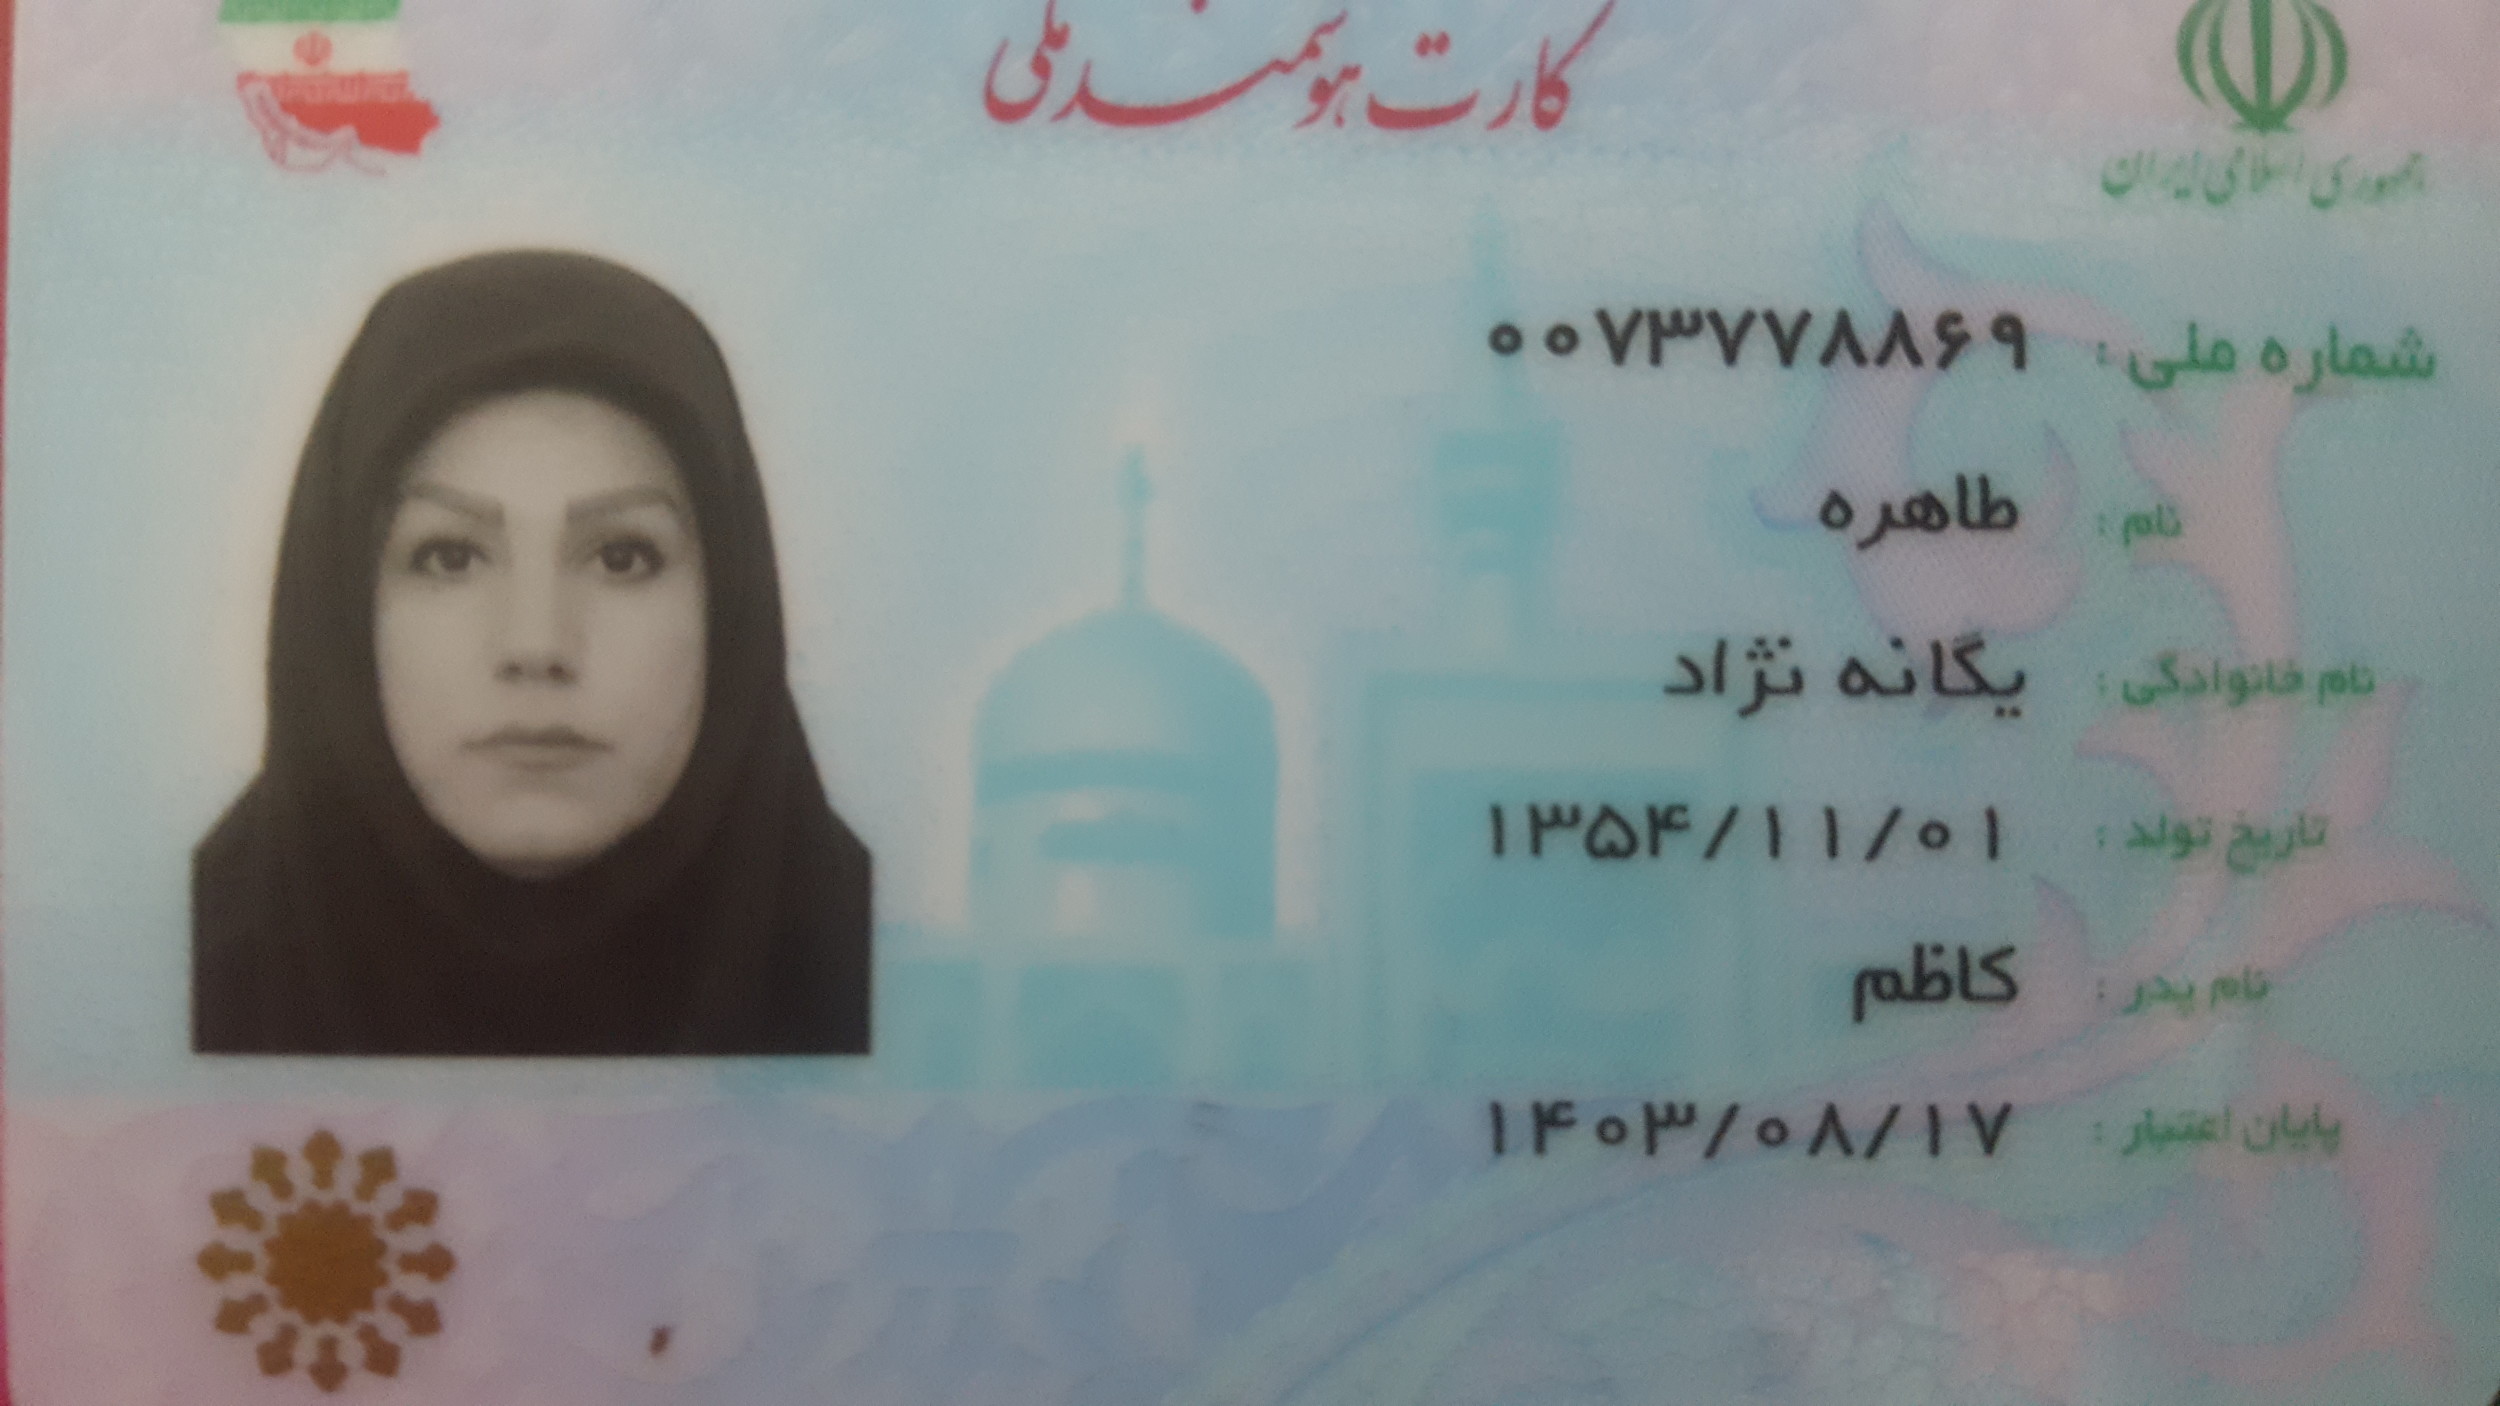 کارت هوشمند ملی
جمهوری اسلامی ایران
شماره ملی : ۰۰۷۳۷۷۸۸۶۹
نام : طاهره
نام خانوادگی : یگانه نژاد
تاریخ تولد : ۱۳۵۴/۱۱/۰۱
نام پدر : کاظم
پایان اعتبار : ۱۴۰۳/۰۸/۱۷